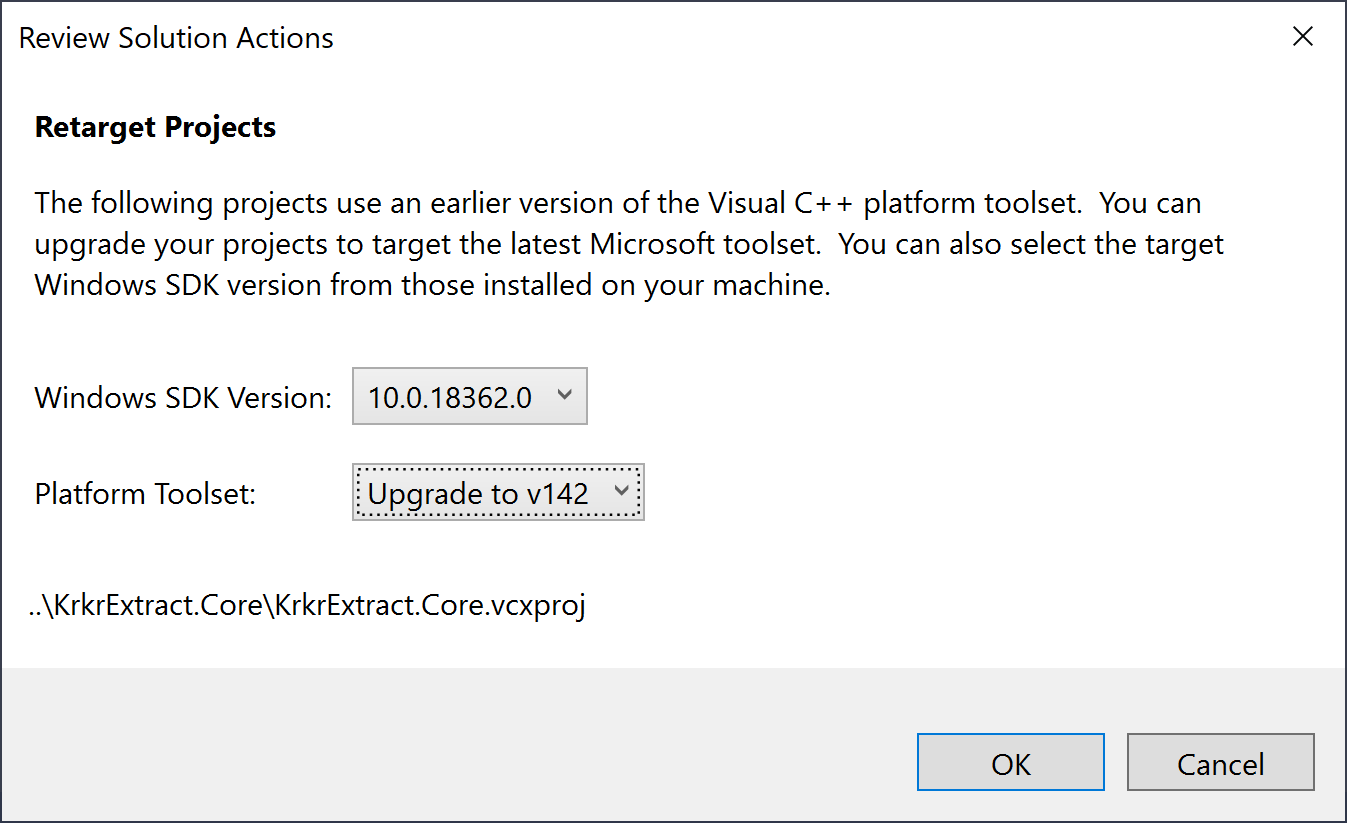 Review Solution Actions
Retarget Projects
The following projects use an earlier version of the Visual C++ platform toolset.  You can
upgrade your projects to target the latest Microsoft toolset.  You can also select the target
Windows SDK version from those installed on your machine.
Windows SDK Version: 10.0.18362.0
Platform Toolset: Upgrade to v142
..\KrkrExtract.Core\KrkrExtract.Core.vcxproj
OK Cancel